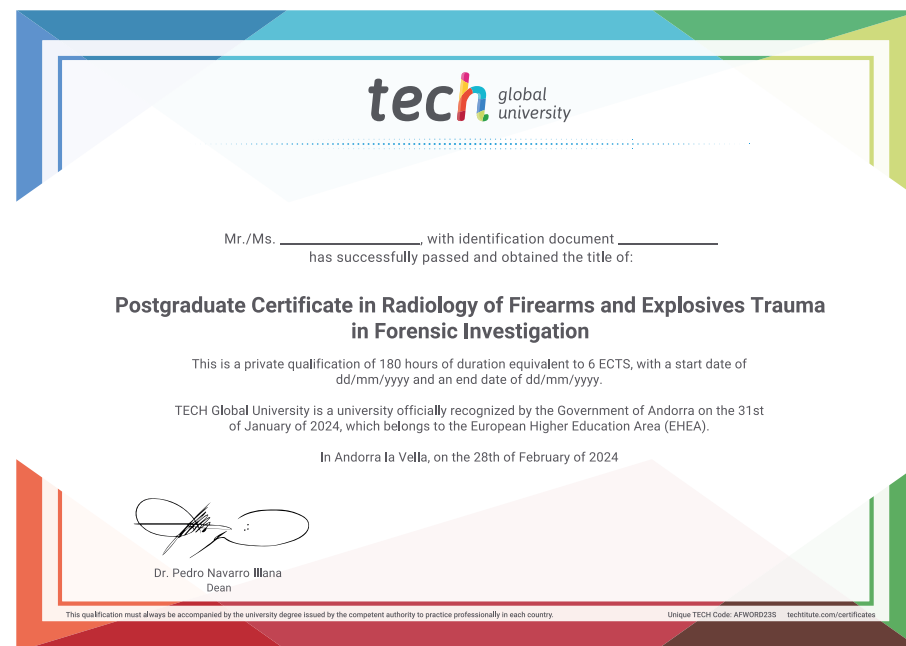 tech global
university
Mr./Ms. ____________________, with identification document ______________
has successfully passed and obtained the title of:
Postgraduate Certificate in Radiology of Firearms and Explosives Trauma
in Forensic Investigation
This is a private qualification of 180 hours of duration equivalent to 6 ECTS, with a start date of
dd/mm/yyyy and an end date of dd/mm/yyyy.
TECH Global University is a university officially recognized by the Government of Andorra on the 31st
of January of 2024, which belongs to the European Higher Education Area (EHEA).
In Andorra la Vella, on the 28th of February of 2024
Dr. Pedro Navarro Illana
Dean
This qualification must always be accompanied by the university degree issued by the competent authority to practice professionally in each country. Unique TECH Code: AFWORD23S techtitute.com/certificates